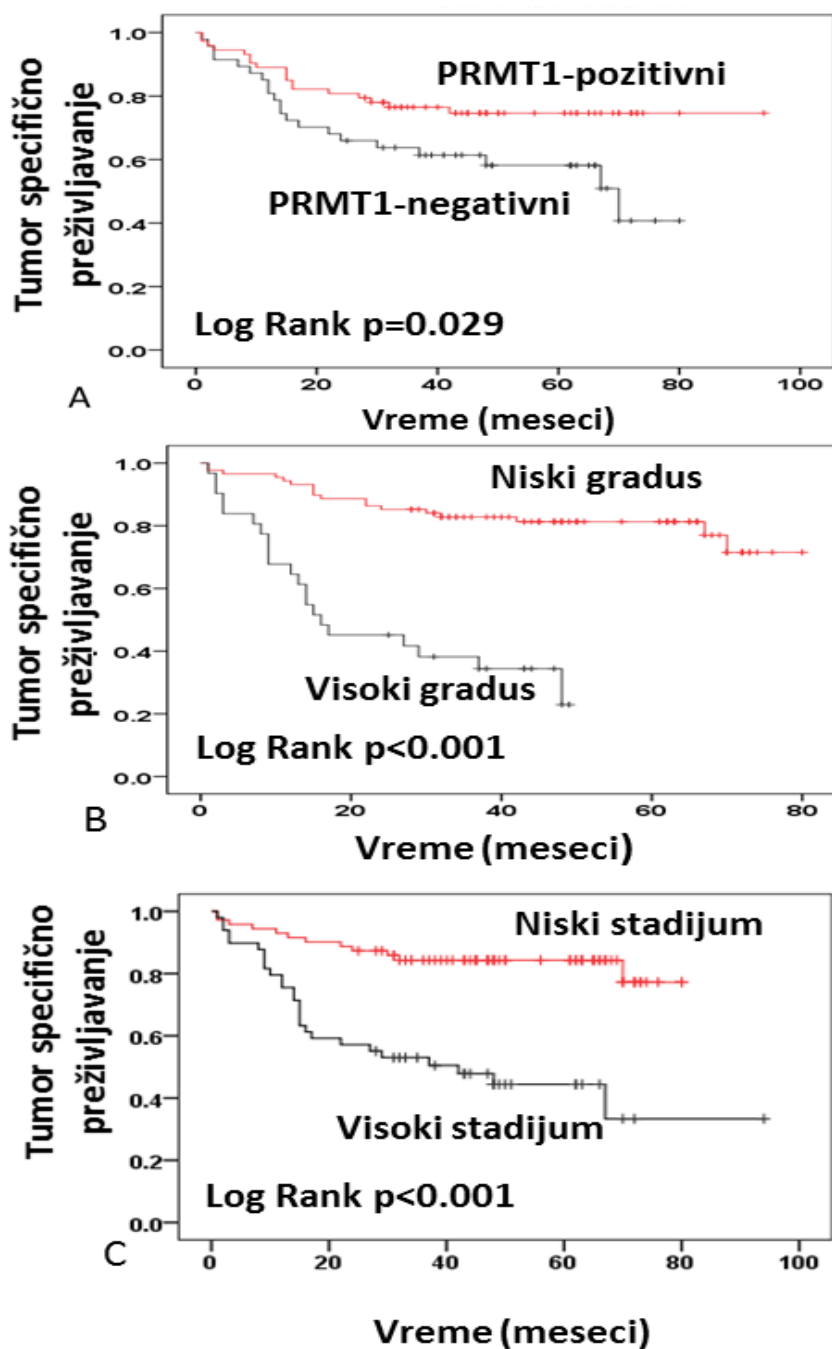 Tumor specifično
preživljavanje
1.0
0.8
0.6
0.4
0.2
0.0
PRMT1-pozitivni
PRMT1-negativni
Log Rank p=0.029
0 20 40 60 80 100
A
Vreme (meseci)
Tumor specifično
preživljavanje
1.0
0.8
0.6
0.4
0.2
0.0
Niski gradus
Visoki gradus
Log Rank p<0.001
0 20 40 60 80
B
Vreme (meseci)
Tumor specifično
preživljavanje
1.0
0.8
0.6
0.4
0.2
0.0
Niski stadijum
Visoki stadijum
Log Rank p<0.001
C
0 20 40 60 80 100
Vreme (meseci)